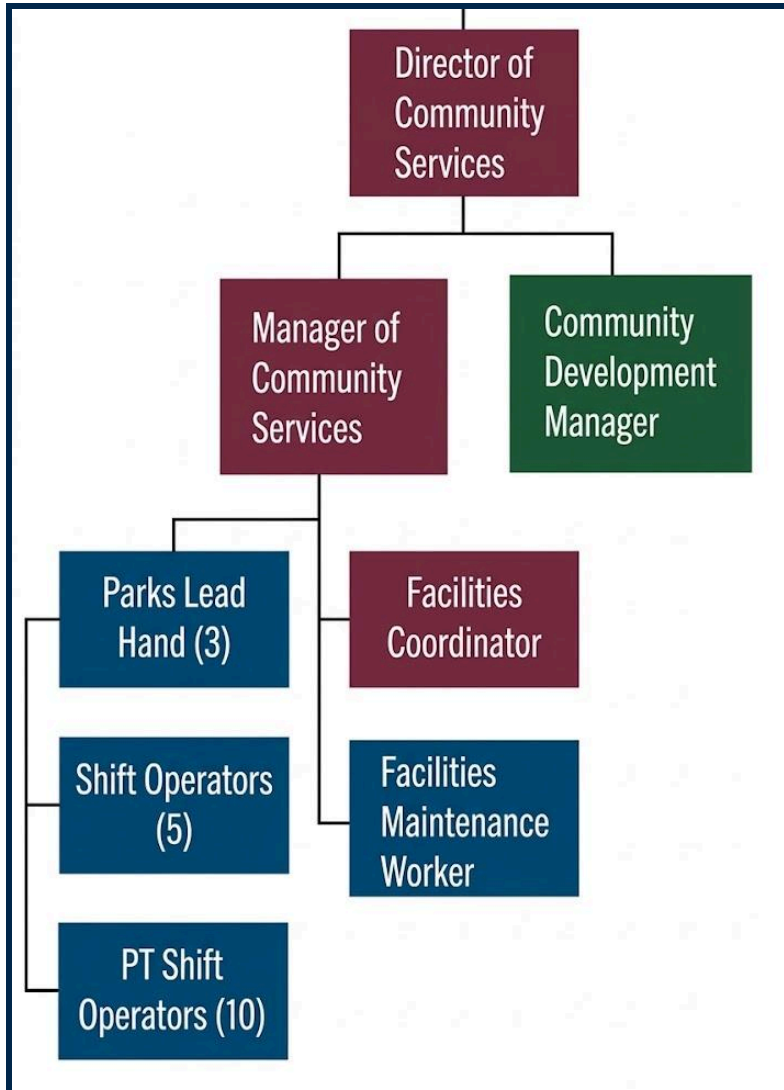 Director of
Community
Services
Manager of
Community
Services
Community
Development
Manager
Parks Lead
Hand (3)
Facilities
Coordinator
Shift Operators
(5)
Facilities
Maintenance
Worker
PT Shift
Operators (10)